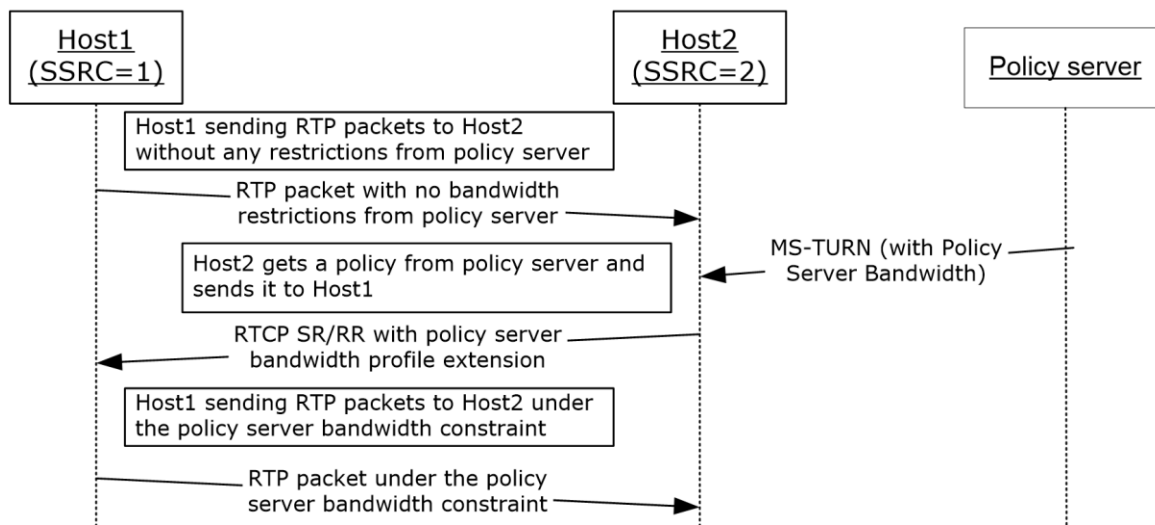 Host1
(SSRC=1)
Host2
(SSRC=2)
Policy server
Host1 sending RTP packets to Host2
without any restrictions from policy server
RTP packet with no bandwidth
restrictions from policy server
MS-TURN (with Policy
Server Bandwidth)
Host2 gets a policy from policy server and
sends it to Host1
RTCP SR/RR with policy server
bandwidth profile extension
Host1 sending RTP packets to Host2 under
the policy server bandwidth constraint
RTP packet under the policy
server bandwidth constraint